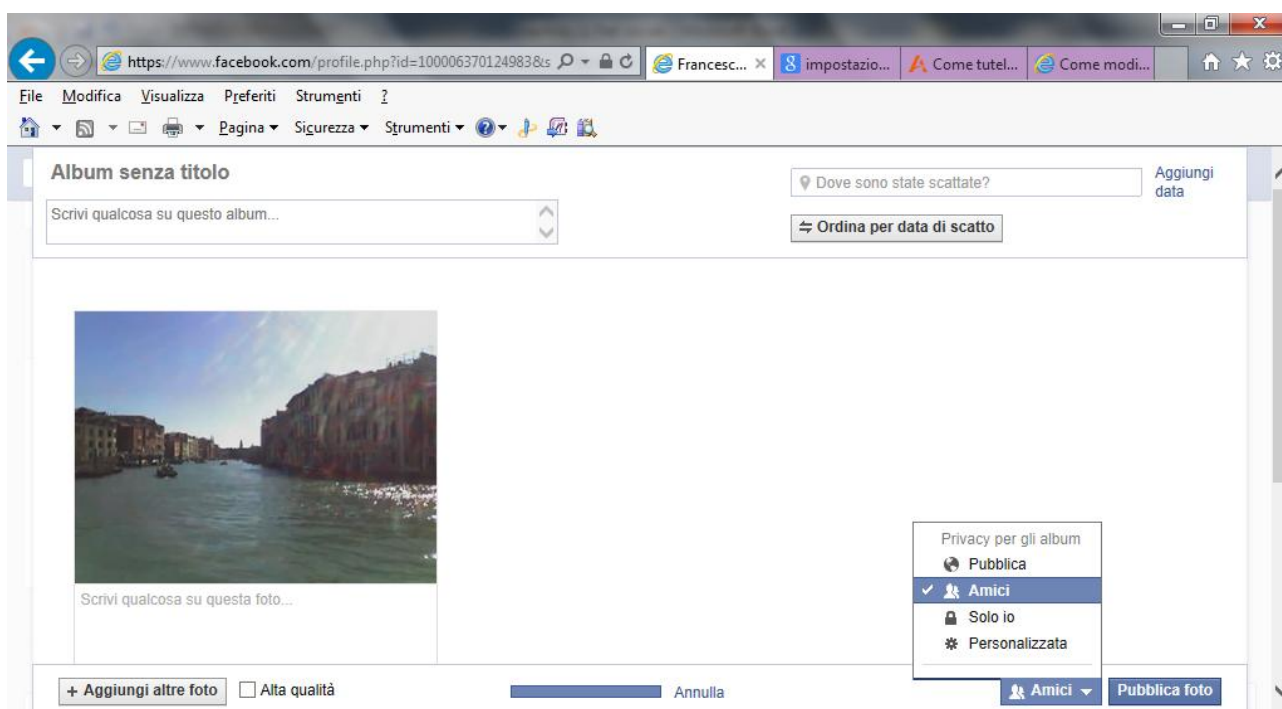 https://www.facebook.com/profile.php?id=100006370124983&s
Francesc...
impostazio...
Come tutel...
Come modi...
File Modifica Visualizza Preferiti Strumenti ?
Pagina Sicurezza Strumenti
Album senza titolo
Dove sono state scattate?
Aggiungi
data
Scrivi qualcosa su questo album...
Ordina per data di scatto
Privacy per gli album
Pubblica
Amici
Scrivi qualcosa su questa foto...
Solo io
Personalizzata
+ Aggiungi altre foto
Alta qualità
Annulla
Amici
Pubblica foto